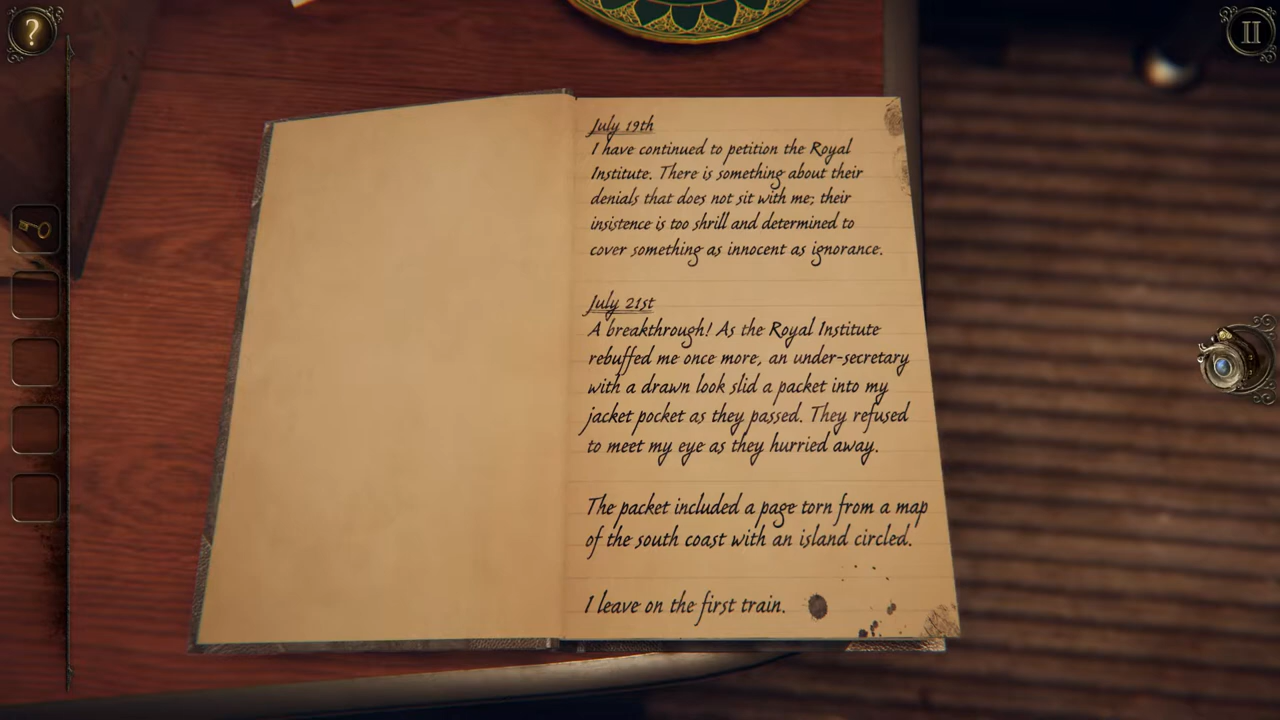 ?
II
July 19th
I have continued to petition the Royal
Institute. There is something about their
denials that does not sit with me; their
insistence is too shrill and determined to
cover something as innocent as ignorance.
July 21st
A breakthrough! As the Royal Institute
rebuffed me once more, an under-secretary
with a drawn look slid a packet into my
jacket pocket as they passed. They refused
to meet my eye as they hurried away.
The packet included a page torn from a map
of the south coast with an island circled.
I leave on the first train.